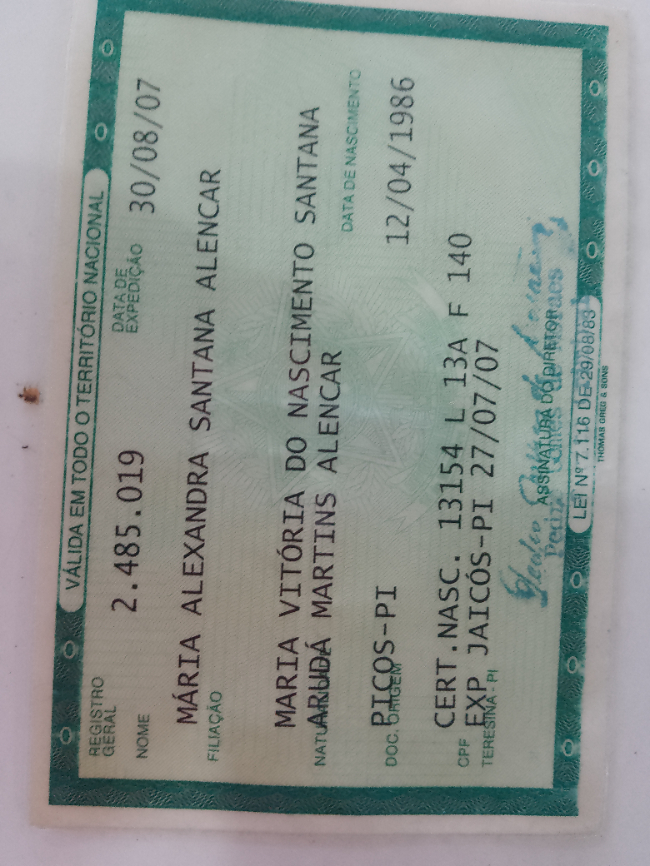 VÁLIDA EM TODO O TERRITÓRIO NACIONAL
REGISTRO GERAL 2.485.019 DATA DE EXPEDIÇÃO 30/08/07
NOME
MÁRIA ALEXANDRA SANTANA ALENCAR
FILIAÇÃO
MARIA VITÓRIA DO NASCIMENTO SANTANA
ARUDÁ MARTINS ALENCAR
DATA DE NASCIMENTO
PICOS-PI 12/04/1986
DOC. ORIGEM
CERT.NASC. 13154 L 13A F 140
EXP JAICÓS-PI 27/07/07
CPF
TERESINA - PI
ASSINATURA DO DIRETOR
LEI Nº 7.116 DE 29/08/83
THOMAS GREG & SONS